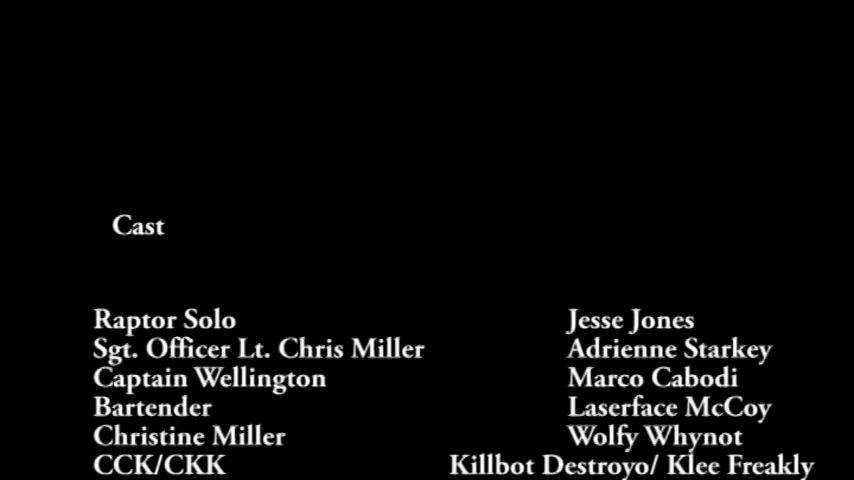 Cast
Raptor Solo Jesse Jones
Sgt. Officer Lt. Chris Miller Adrienne Starkey
Captain Wellington Marco Cabodi
Bartender Laserface McCoy
Christine Miller Wolfy Whynot
CCK/CKK Killbot Destroyo/ Klee Freakly